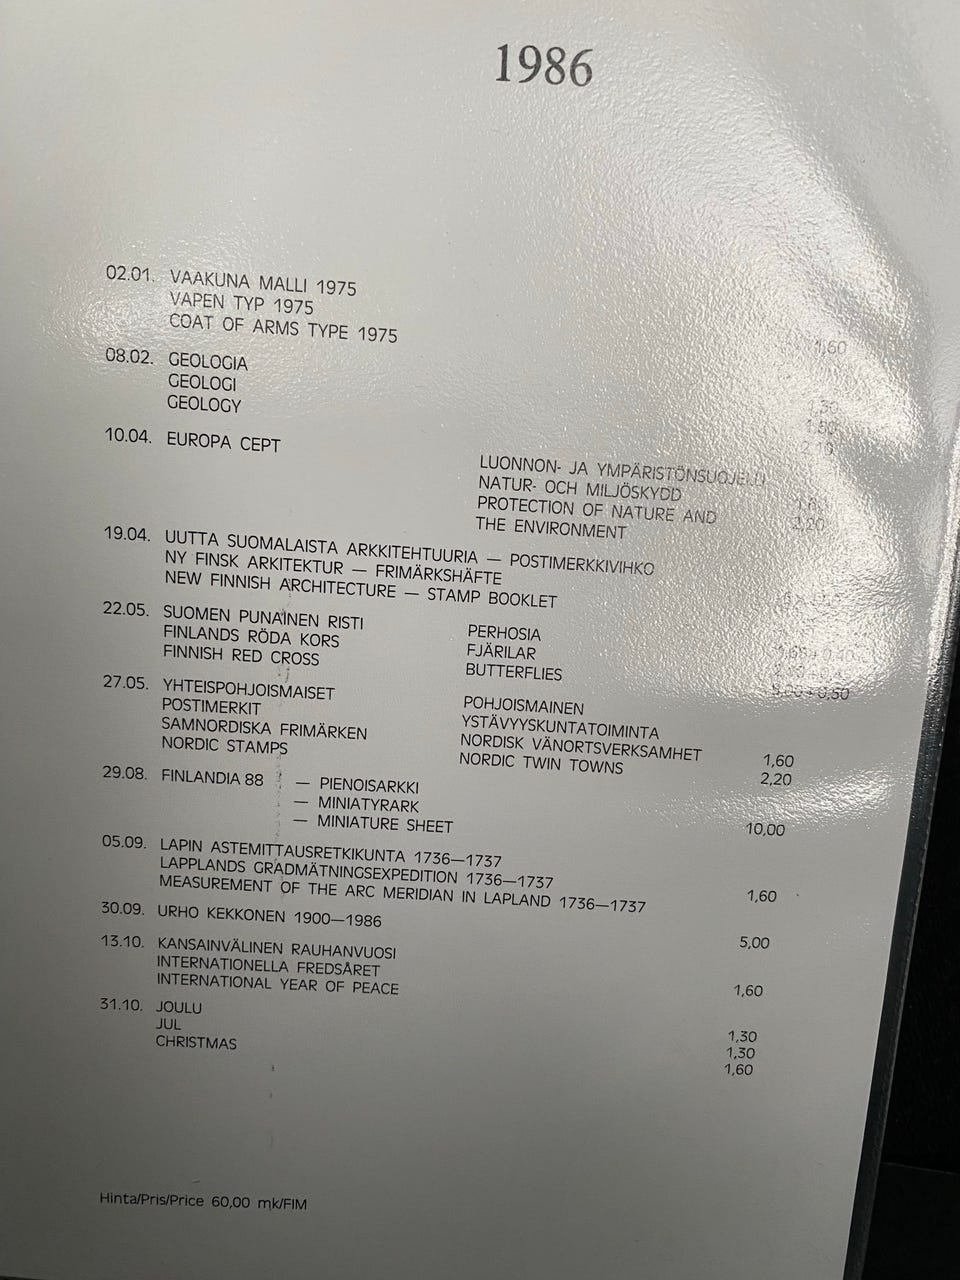 1986
02.01. VAAKUNA MALLI 1975
VAPEN TYP 1975
COAT OF ARMS TYPE 1975
1,60
08.02. GEOLOGIA
GEOLOGI
GEOLOGY
10.04. EUROPA CEPT
LUONNON- JA YMPÄRISTÖNSUOJELU
NATUR- OCH MILJÖSKYDD
PROTECTION OF NATURE AND
THE ENVIRONMENT
2,20
19.04. UUTTA SUOMALAISTA ARKKITEHTUURIA — POSTIMERKKIVIHKO
NY FINSK ARKITEKTUR — FRIMÄRKSHÄFTE
NEW FINNISH ARCHITECTURE — STAMP BOOKLET
22.05. SUOMEN PUNAINEN RISTI PERHOSIA
FINLANDS RÖDA KORS FJÄRILAR
FINNISH RED CROSS BUTTERFLIES
27.05. YHTEISPOHJOISMAISET POHJOISMAINEN
POSTIMERKIT YSTÄVYYSKUNTATOIMINTA
SAMNORDISKA FRIMÄRKEN NORDISK VÄNORTSVERKSAMHET 1,60
NORDIC STAMPS NORDIC TWIN TOWNS 2,20
29.08. FINLANDIA 88 — PIENOISARKKI
— MINIATYRARK
— MINIATURE SHEET 10,00
05.09. LAPIN ASTEMITTAUSRETKIKUNTA 1736—1737
LAPPLANDS GRADMÄTNINGSEXPEDITION 1736—1737
MEASUREMENT OF THE ARC MERIDIAN IN LAPLAND 1736—1737 1,60
30.09. URHO KEKKONEN 1900—1986 5,00
13.10. KANSAINVÄLINEN RAUHANVUOSI
INTERNATIONELLA FREDSÅRET
INTERNATIONAL YEAR OF PEACE 1,60
31.10. JOULU 1,30
JUL 1,30
CHRISTMAS 1,60
Hinta/Pris/Price 60,00 mk/FIM